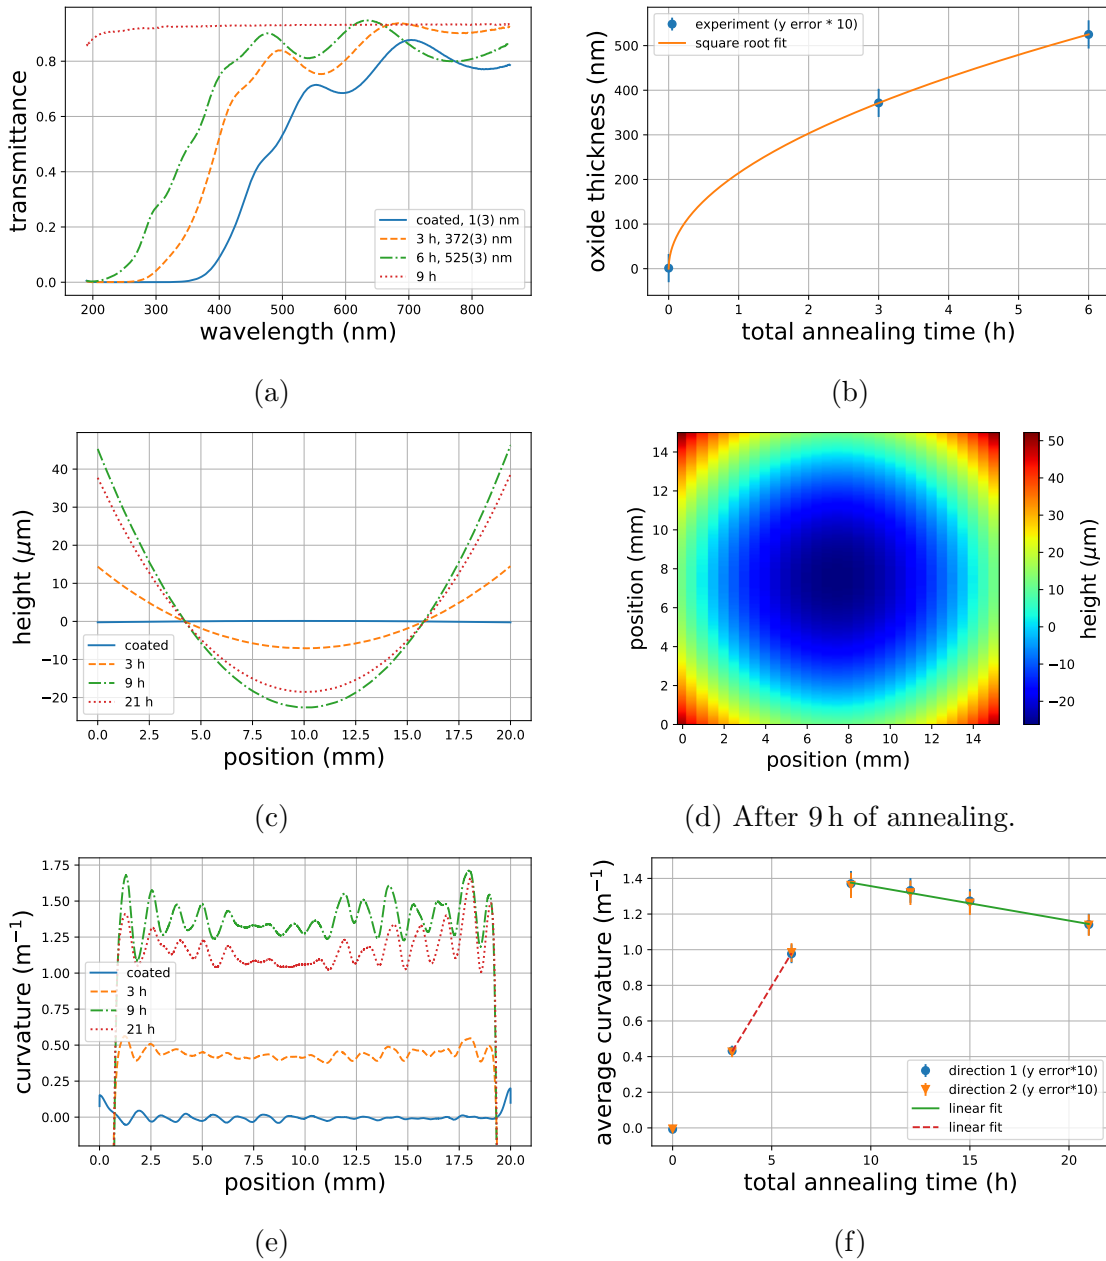 transmittance
0.8
0.6
0.4
0.2
0.0
200 300 400 500 600 700 800
wavelength (nm)
coated, 1(3) nm
3 h, 372(3) nm
6 h, 525(3) nm
9 h
(a)
oxide thickness (nm)
500
400
300
200
100
0
0 1 2 3 4 5 6
total annealing time (h)
experiment (y error * 10)
square root fit
(b)
height (μm)
40
30
20
10
0
−10
−20
0.0 2.5 5.0 7.5 10.0 12.5 15.0 17.5 20.0
position (mm)
coated
3 h
9 h
21 h
(c)
position (mm)
14
12
10
8
6
4
2
0
0 2 4 6 8 10 12 14
position (mm)
50
40
30
20
10
0
−10
−20
height (μm)
(d) After 9 h of annealing.
curvature (m⁻¹)
1.75
1.50
1.25
1.00
0.75
0.50
0.25
0.00
0.0 2.5 5.0 7.5 10.0 12.5 15.0 17.5 20.0
position (mm)
coated
3 h
9 h
21 h
(e)
average curvature (m⁻¹)
1.4
1.2
1.0
0.8
0.6
0.4
0.2
0.0
0 5 10 15 20
total annealing time (h)
direction 1 (y error*10)
direction 2 (y error*10)
linear fit
linear fit
(f)